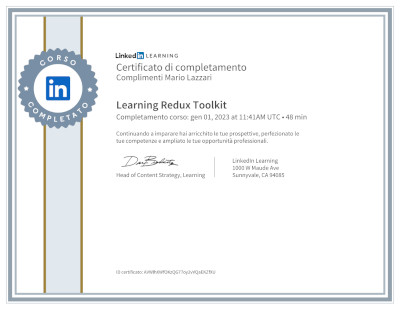 CORSO
in
COMPLETATO
Linked in LEARNING
Certificato di completamento
Complimenti Mario Lazzari
Learning Redux Toolkit
Completamento corso: gen 01, 2023 at 11:41AM UTC • 48 min
Continuando a imparare hai arricchito le tue prospettive, perfezionato le
tue competenze e ampliato le tue opportunità professionali.
Head of Content Strategy, Learning
LinkedIn Learning
1000 W Maude Ave
Sunnyvale, CA 94085
ID certificato: